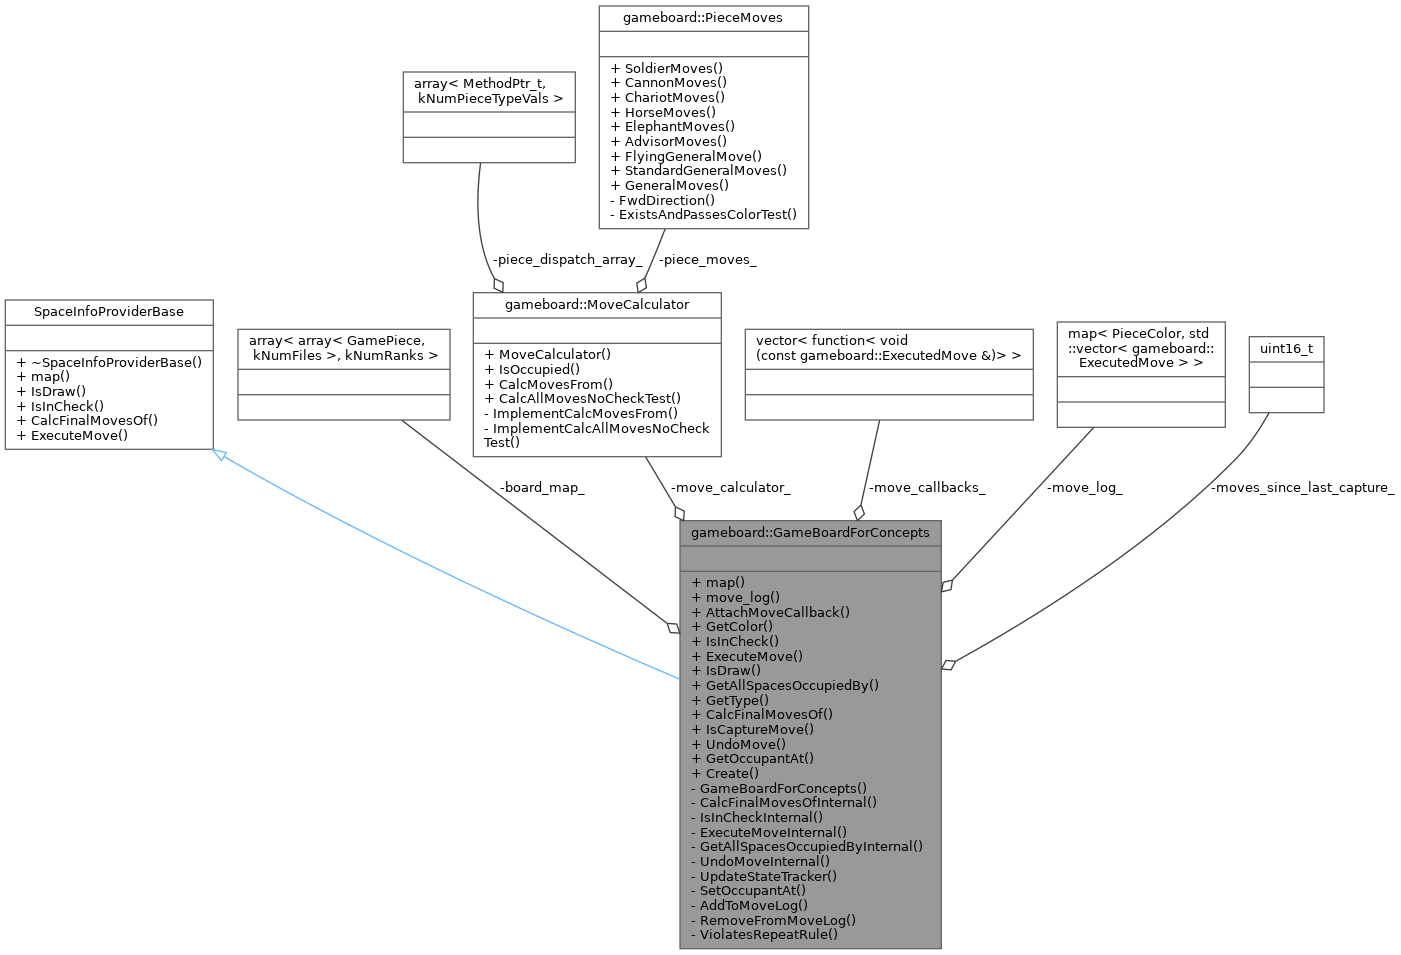 gameboard::PieceMoves
+ SoldierMoves()
+ CannonMoves()
+ ChariotMoves()
+ HorseMoves()
+ ElephantMoves()
+ AdvisorMoves()
+ FlyingGeneralMove()
+ StandardGeneralMoves()
+ GeneralMoves()
- FwdDirection()
- ExistsAndPassesColorTest()
array< MethodPtr_t,
kNumPieceTypeVals >
-piece_dispatch_array_
-piece_moves_
SpaceInfoProviderBase
+ ~SpaceInfoProviderBase()
+ map()
+ IsDraw()
+ IsInCheck()
+ CalcFinalMovesOf()
+ ExecuteMove()
array< array< GamePiece,
kNumFiles >, kNumRanks >
gameboard::MoveCalculator
+ MoveCalculator()
+ IsOccupied()
+ CalcMovesFrom()
+ CalcAllMovesNoCheckTest()
- ImplementCalcMovesFrom()
- ImplementCalcAllMovesNoCheck
Test()
vector< function< void
(const gameboard::ExecutedMove &)> >
map< PieceColor, std
::vector< gameboard::
ExecutedMove > >
uint16_t
-board_map_
-move_calculator_
-move_callbacks_
-move_log_
-moves_since_last_capture_
gameboard::GameBoardForConcepts
+ map()
+ move_log()
+ AttachMoveCallback()
+ GetColor()
+ IsInCheck()
+ ExecuteMove()
+ IsDraw()
+ GetAllSpacesOccupiedBy()
+ GetType()
+ CalcFinalMovesOf()
+ IsCaptureMove()
+ UndoMove()
+ GetOccupantAt()
+ Create()
- GameBoardForConcepts()
- CalcFinalMovesOfInternal()
- IsInCheckInternal()
- ExecuteMoveInternal()
- GetAllSpacesOccupiedByInternal()
- UndoMoveInternal()
- UpdateStateTracker()
- SetOccupantAt()
- AddToMoveLog()
- RemoveFromMoveLog()
- ViolatesRepeatRule()